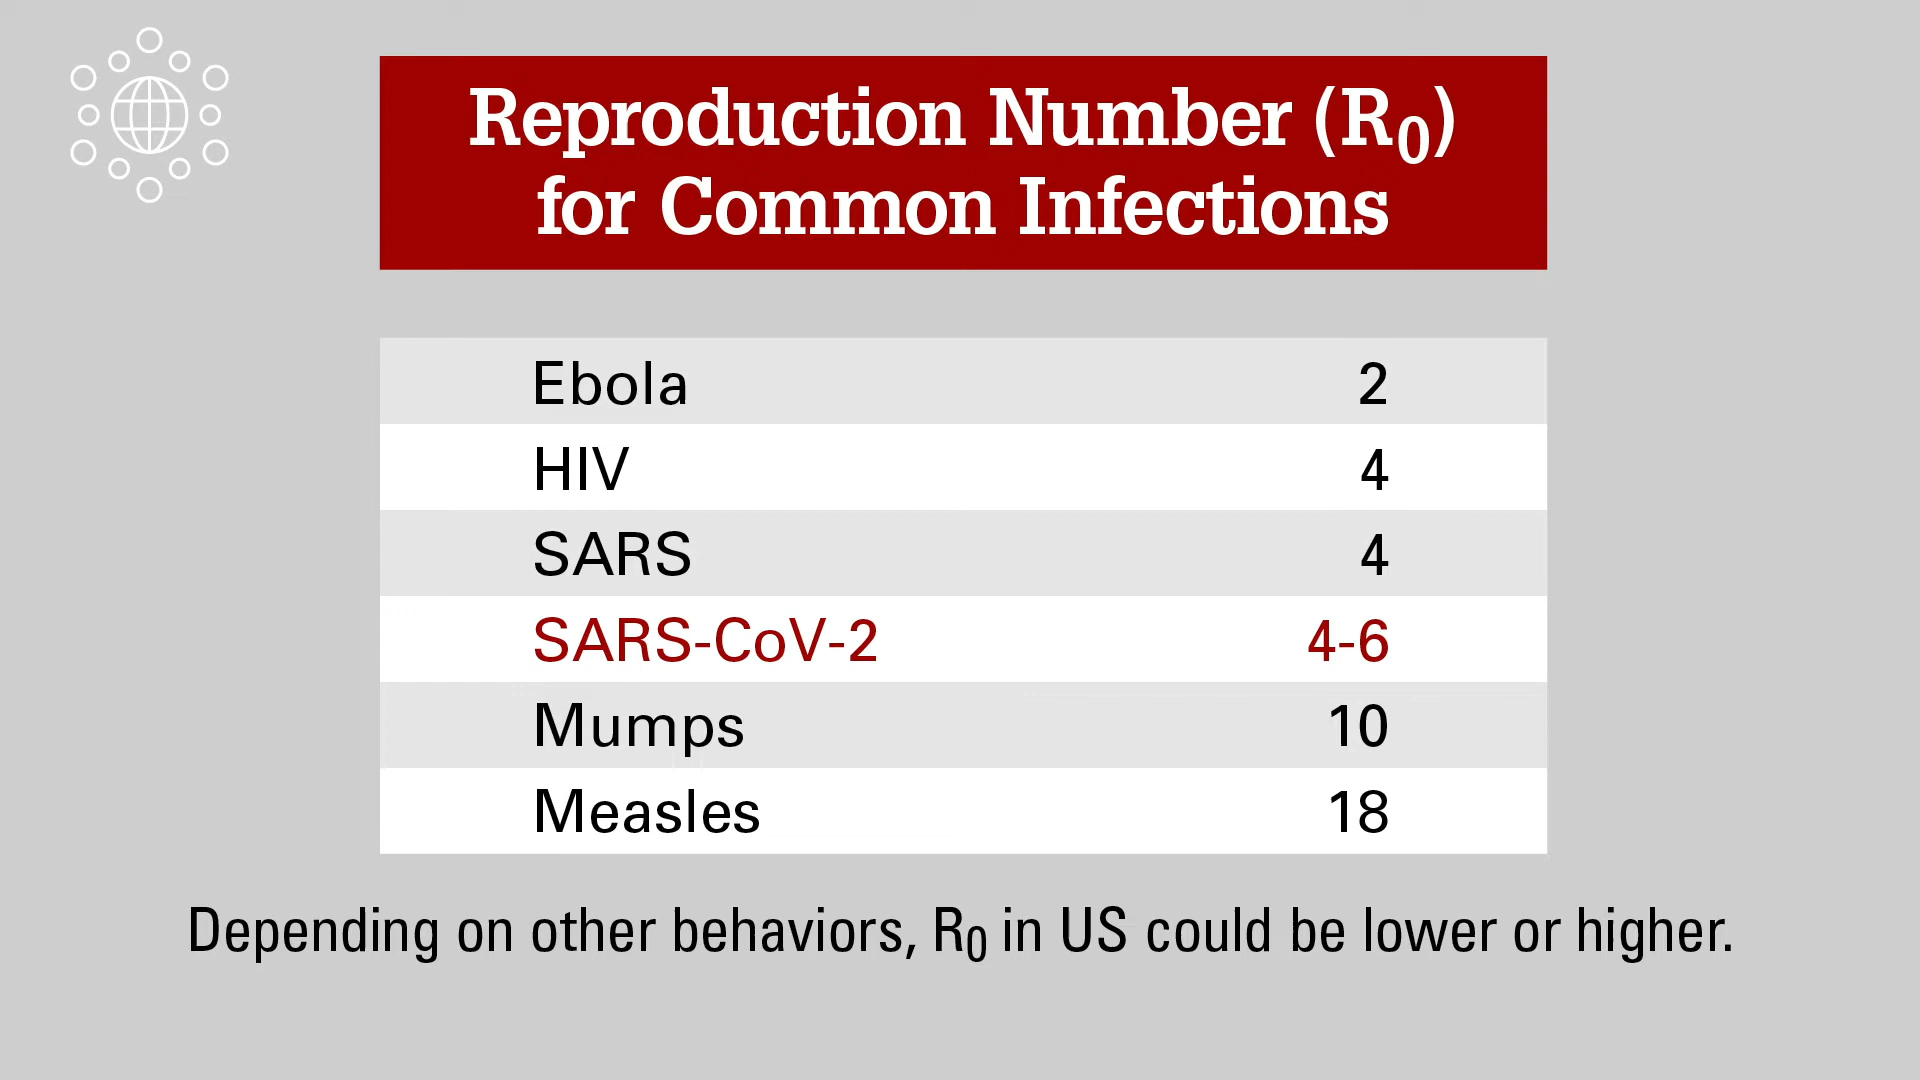 Reproduction Number (R₀)
for Common Infections
Ebola 2
HIV 4
SARS 4
SARS-CoV-2 4-6
Mumps 10
Measles 18
Depending on other behaviors, R₀ in US could be lower or higher.